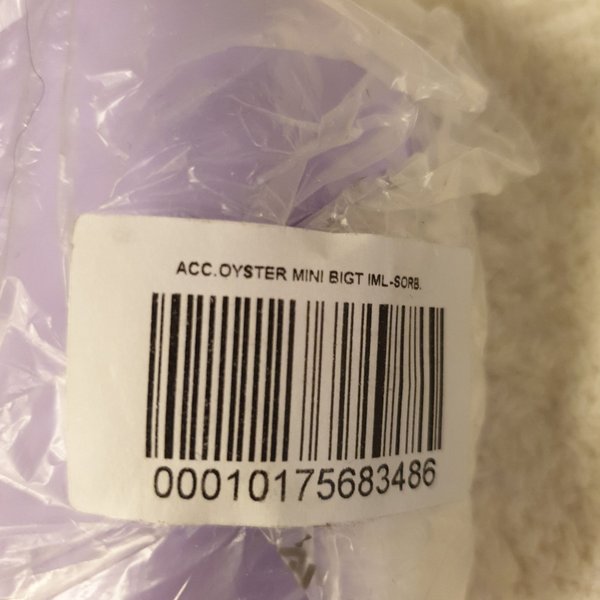 ACC.OYSTER MINI BIGT IML-SORB.
00010175683486